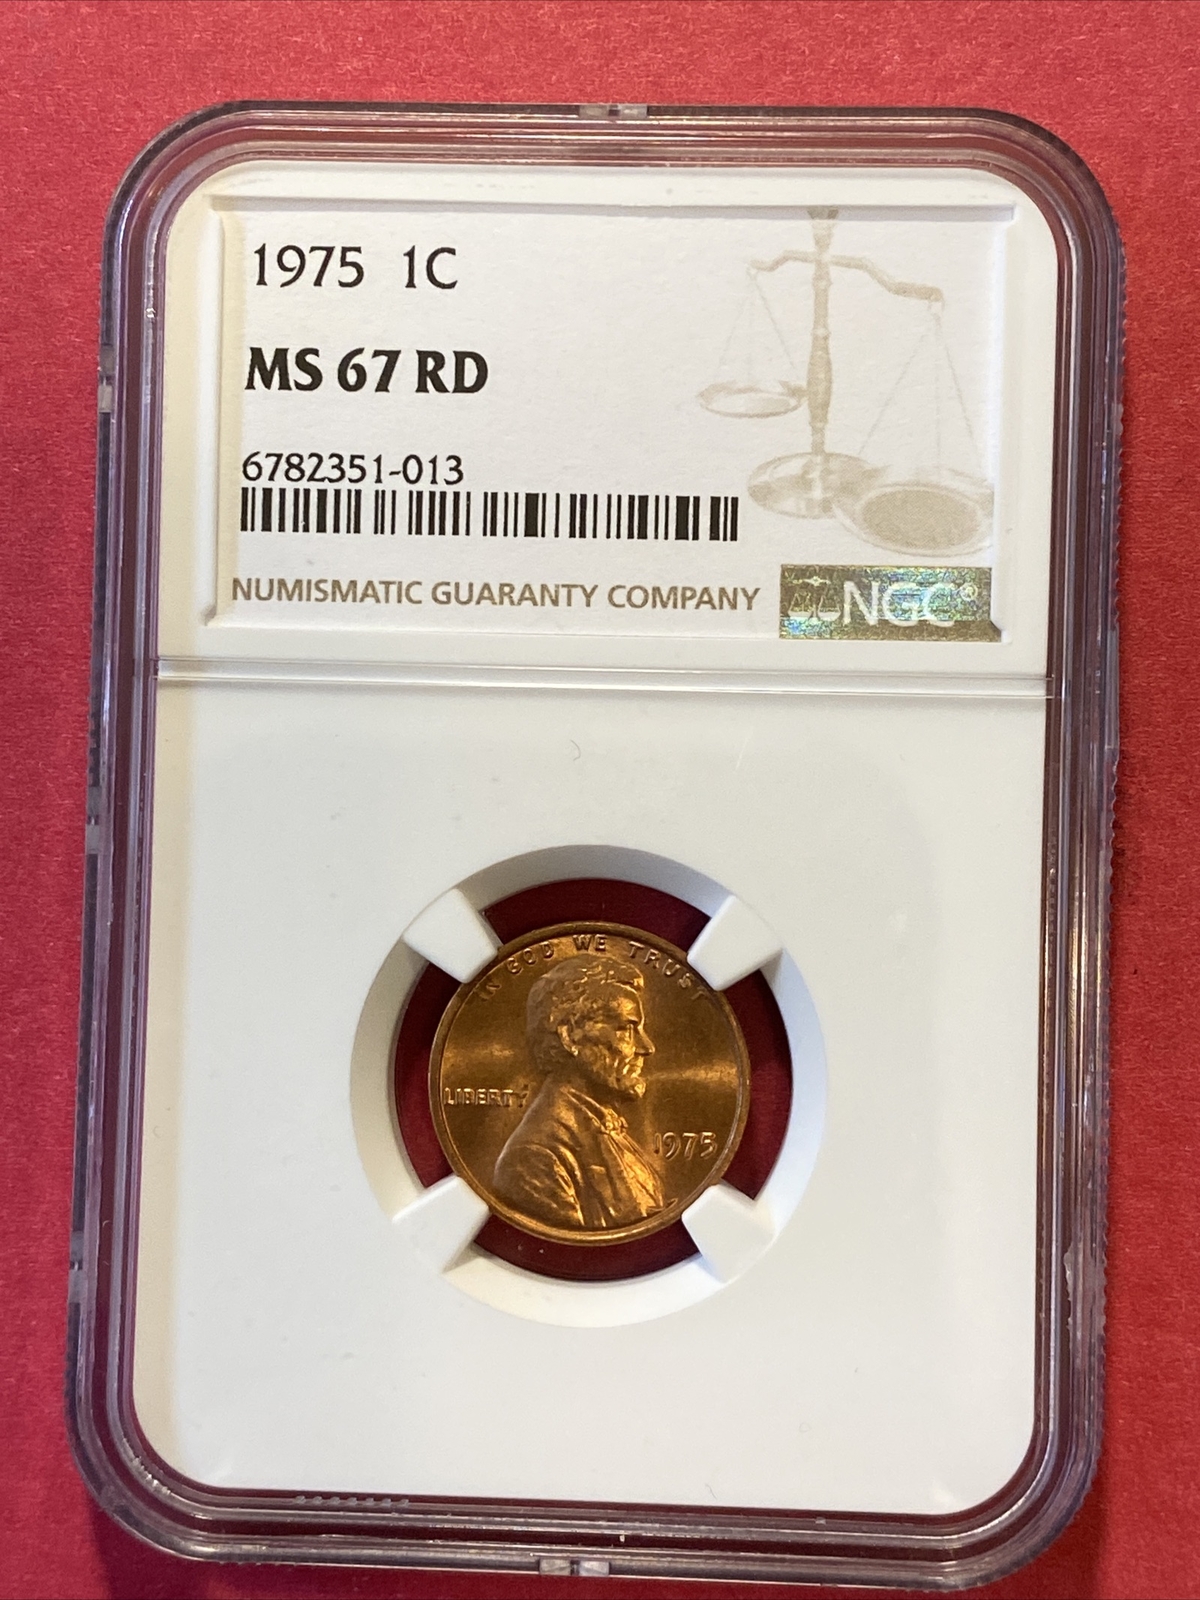 1975 1C
MS 67 RD
6782351-013
NUMISMATIC GUARANTY COMPANY
NGC®
IN GOD WE TRUST
LIBERTY
1975